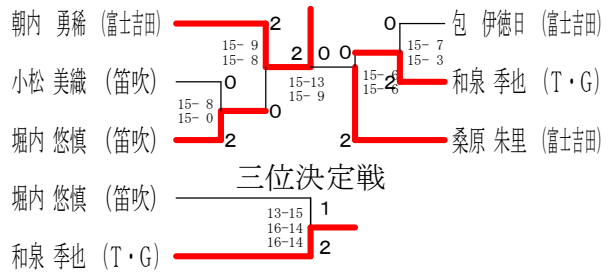 朝内 勇稀 (富士吉田) 2 0 包 伊徳日 (富士吉田)
15- 9 15- 8 2 0 0 15- 7 15- 3
小松 美織 (笛吹) 0 15-13 15- 9 2 和泉 季也 (T・G)
15- 8 15- 0 0
堀内 悠慎 (笛吹) 2 2 桑原 朱里 (富士吉田)
三位決定戦
堀内 悠慎 (笛吹) 1
13-15
16-14
16-14
和泉 季也 (T・G) 2